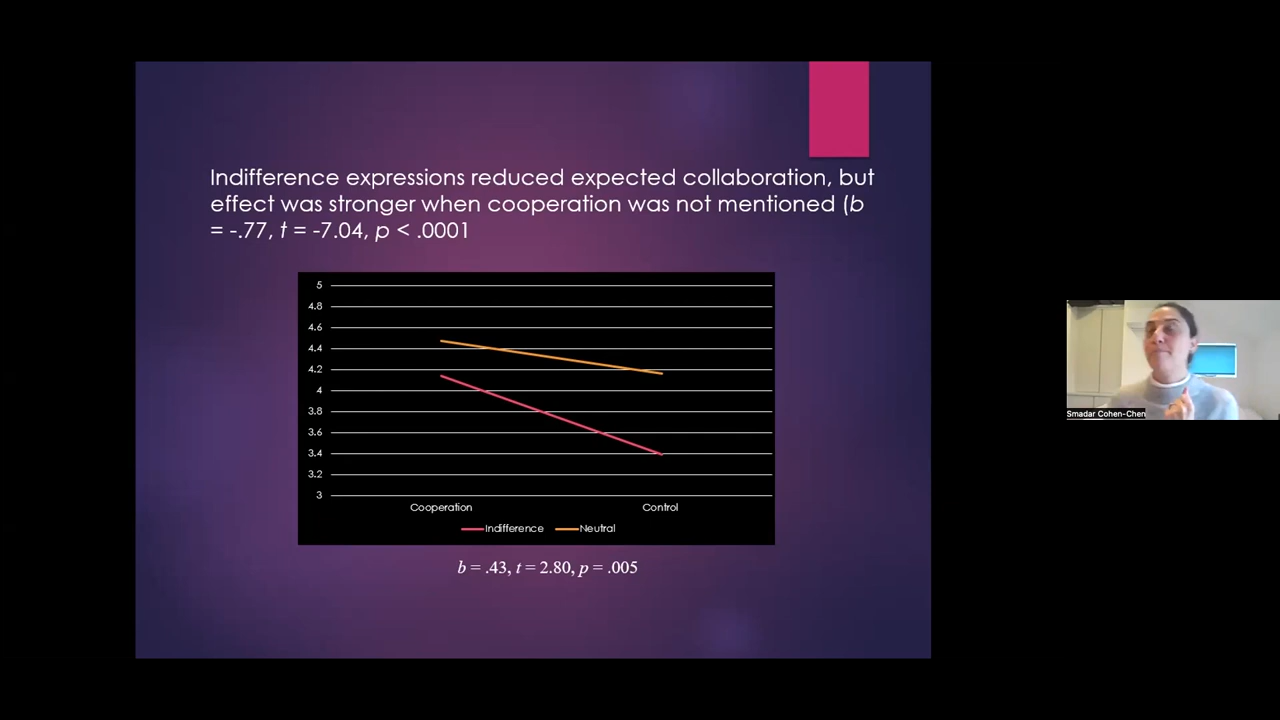 Indifference expressions reduced expected collaboration, but
effect was stronger when cooperation was not mentioned (b
= -.77, t = -7.04, p < .0001
5
4.8
4.6
4.4
4.2
4
3.8
3.6
3.4
3.2
3
Cooperation Control
Indifference Neutral
b = .43, t = 2.80, p = .005
Smadar Cohen-Chen